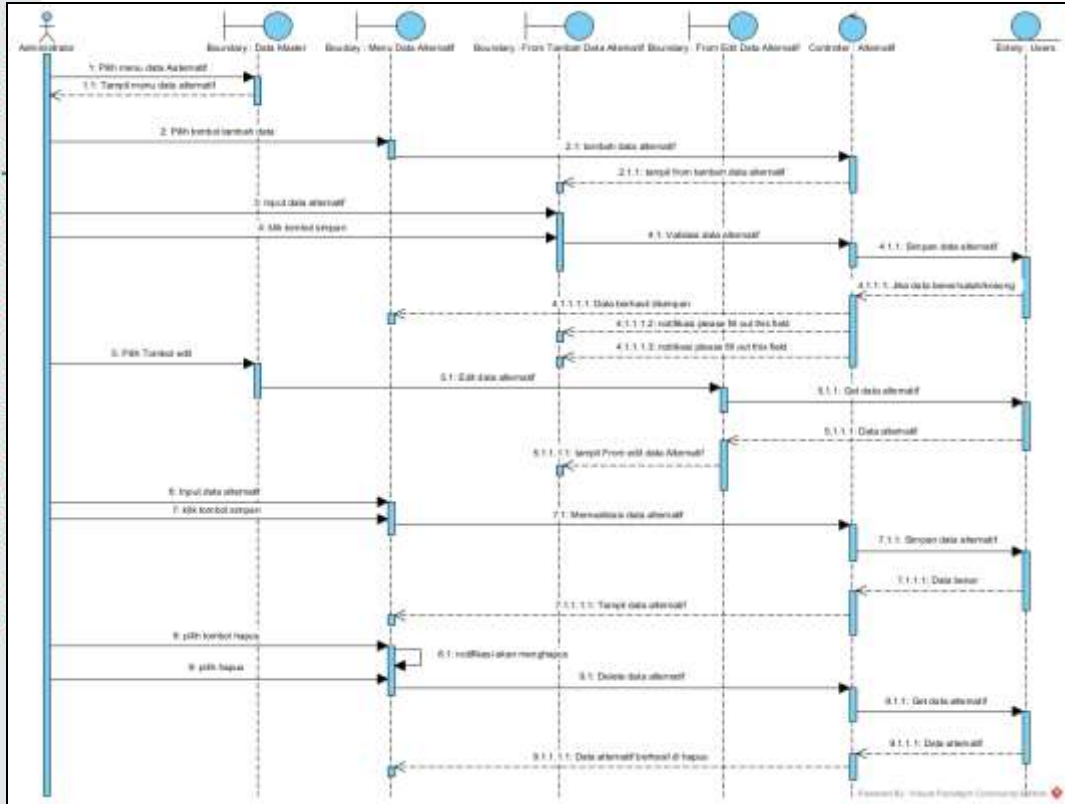 Administrator
Boundary : Data Master
Boudary : Menu Data Alternatif
Boundary : From Tambah Data Alternatif
Boundary : From Edit Data Alternatif
Controller : Alternatif
Entety : Users
1: Pilih menu data Aalternatif
1.1: Tampil menu data alternatif
2: Pilih tombol tambah data
2.1: tambah data alternatif
2.1.1: tampil from tambah data alternatif
3: Input data alternatif
4: klik tombol simpan
4.1: Validasi data alternatif
4.1.1: Simpan data alternatif
4.1.1.1: Jika data benar/salah/kosong
4.1.1.1.1: Data berhasil disimpan
4.1.1.1.2: notifikasi please fill out this field
4.1.1.1.3: notifikasi please fill out this field
5: Pilih Tombol edit
5.1: Edit data alternatif
5.1.1: Get data alternatif
5.1.1.1: Data alternatif
5.1.1.1.1: tampil From edit data Alternatif
6: Input data alternatif
7: klik tombol simpan
7.1: Memvalidasi data alternatif
7.1.1: Simpan data alternatif
7.1.1.1: Data benar
7.1.1.1.1: Tampil data alternatif
8: pilih tombol hapus
8.1: notifikasi akan menghapus
9: pilih hapus
9.1: Delete data alternatif
9.1.1: Get data alternatif
9.1.1.1: Data alternatif
9.1.1.1.1: Data alternatif berhasil di hapus
Powered By: Visual Paradigm Community Edition